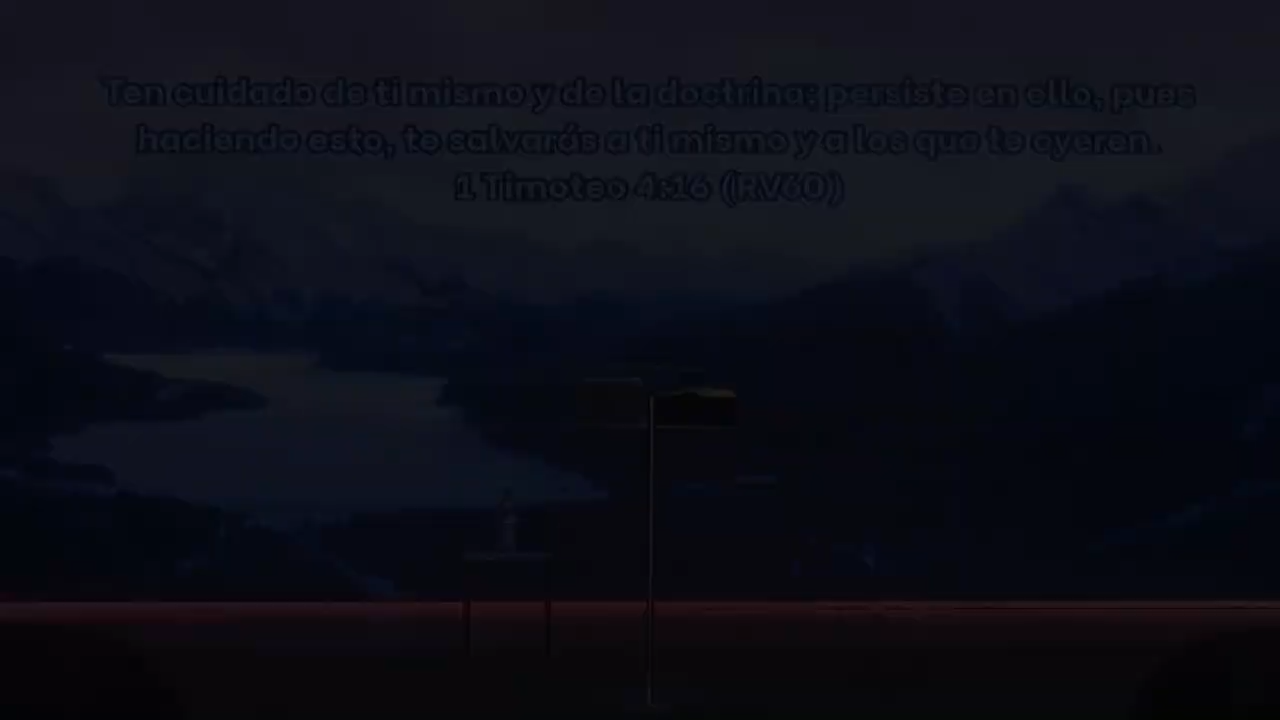 Ten cuidado de ti mismo y de la doctrina; persiste en ello, pues
haciendo esto, te salvarás a ti mismo y a los que te oyeren.
1 Timoteo 4:16 (RV60)